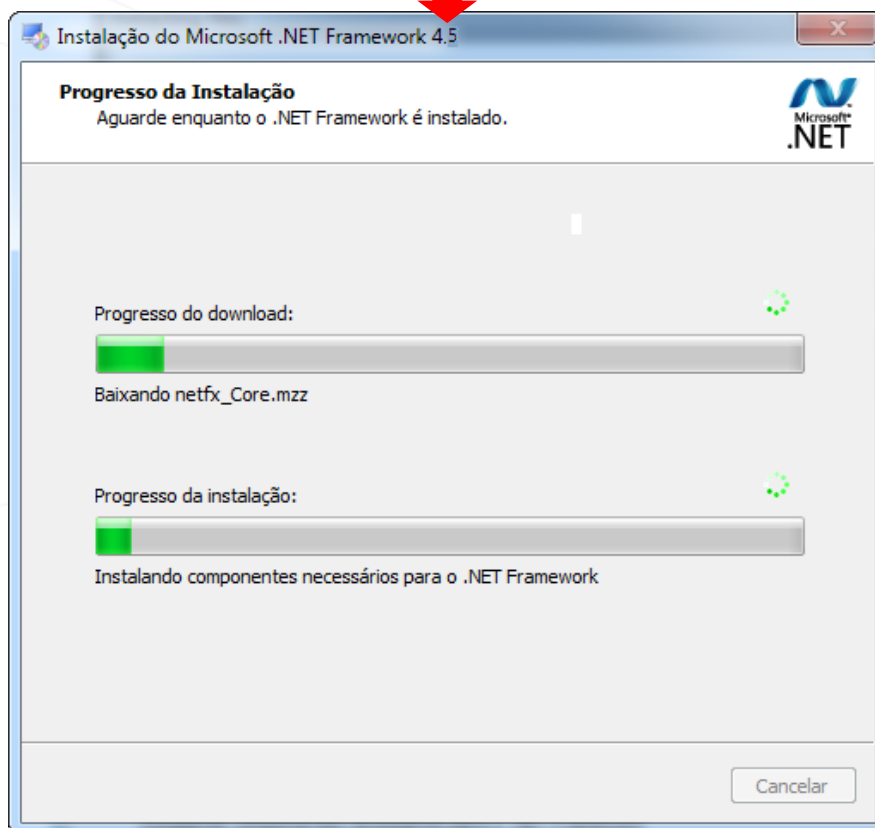 Instalação do Microsoft .NET Framework 4.5
Progresso da Instalação
Aguarde enquanto o .NET Framework é instalado.
Microsoft
.NET
Progresso do download:
Baixando netfx_Core.mzz
Progresso da instalação:
Instalando componentes necessários para o .NET Framework
Cancelar